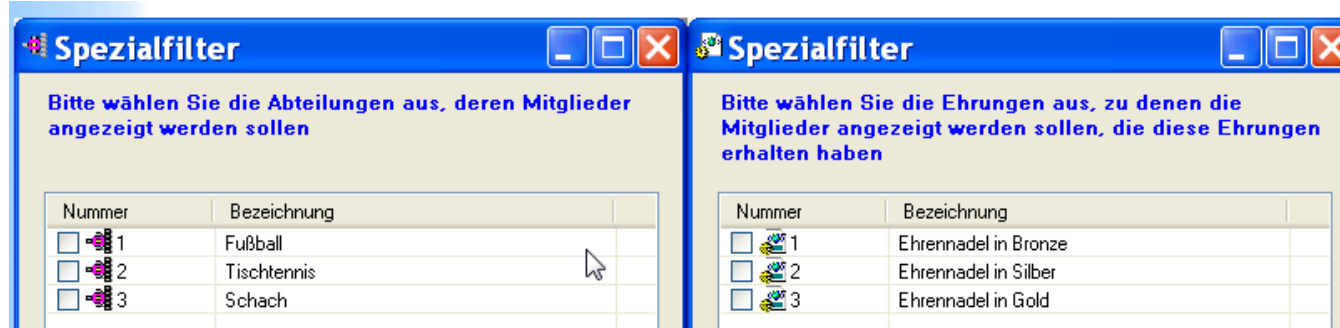 Spezialfilter
Bitte wählen Sie die Abteilungen aus, deren Mitglieder
angezeigt werden sollen
Nummer Bezeichnung
1 Fußball
2 Tischtennis
3 Schach
Spezialfilter
Bitte wählen Sie die Ehrungen aus, zu denen die
Mitglieder angezeigt werden sollen, die diese Ehrungen
erhalten haben
Nummer Bezeichnung
1 Ehrennadel in Bronze
2 Ehrennadel in Silber
3 Ehrennadel in Gold